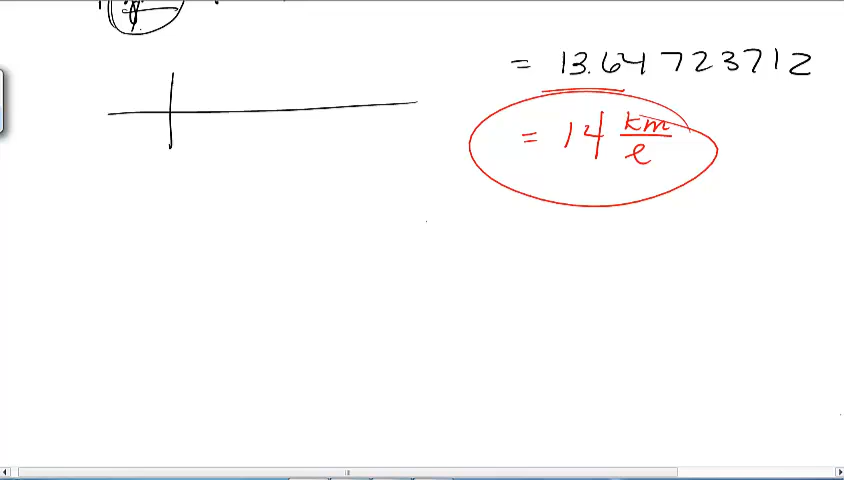 = 13.64723712
= 14 km/ℓ